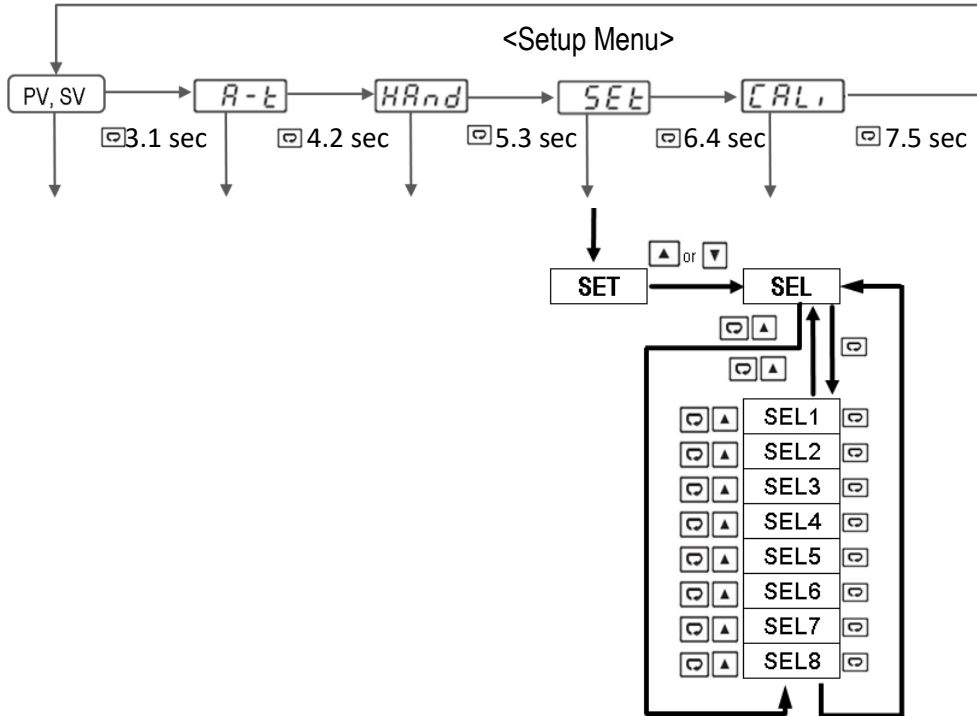 <Setup Menu>
PV, SV
A-t
HAnd
SEt
CALi
3.1 sec
4.2 sec
5.3 sec
6.4 sec
7.5 sec
or
SET
SEL
SEL1
SEL2
SEL3
SEL4
SEL5
SEL6
SEL7
SEL8